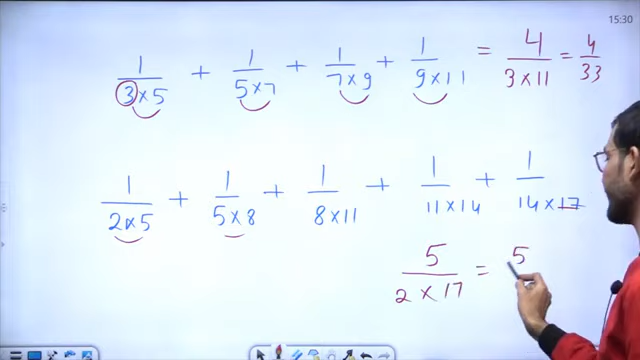 15:30
1/(3×5) + 1/(5×7) + 1/(7×9) + 1/(9×11) = 4/(3×11) = 4/33
1/(2×5) + 1/(5×8) + 1/(8×11) + 1/(11×14) + 1/(14×17)
5/(2×17) = 5